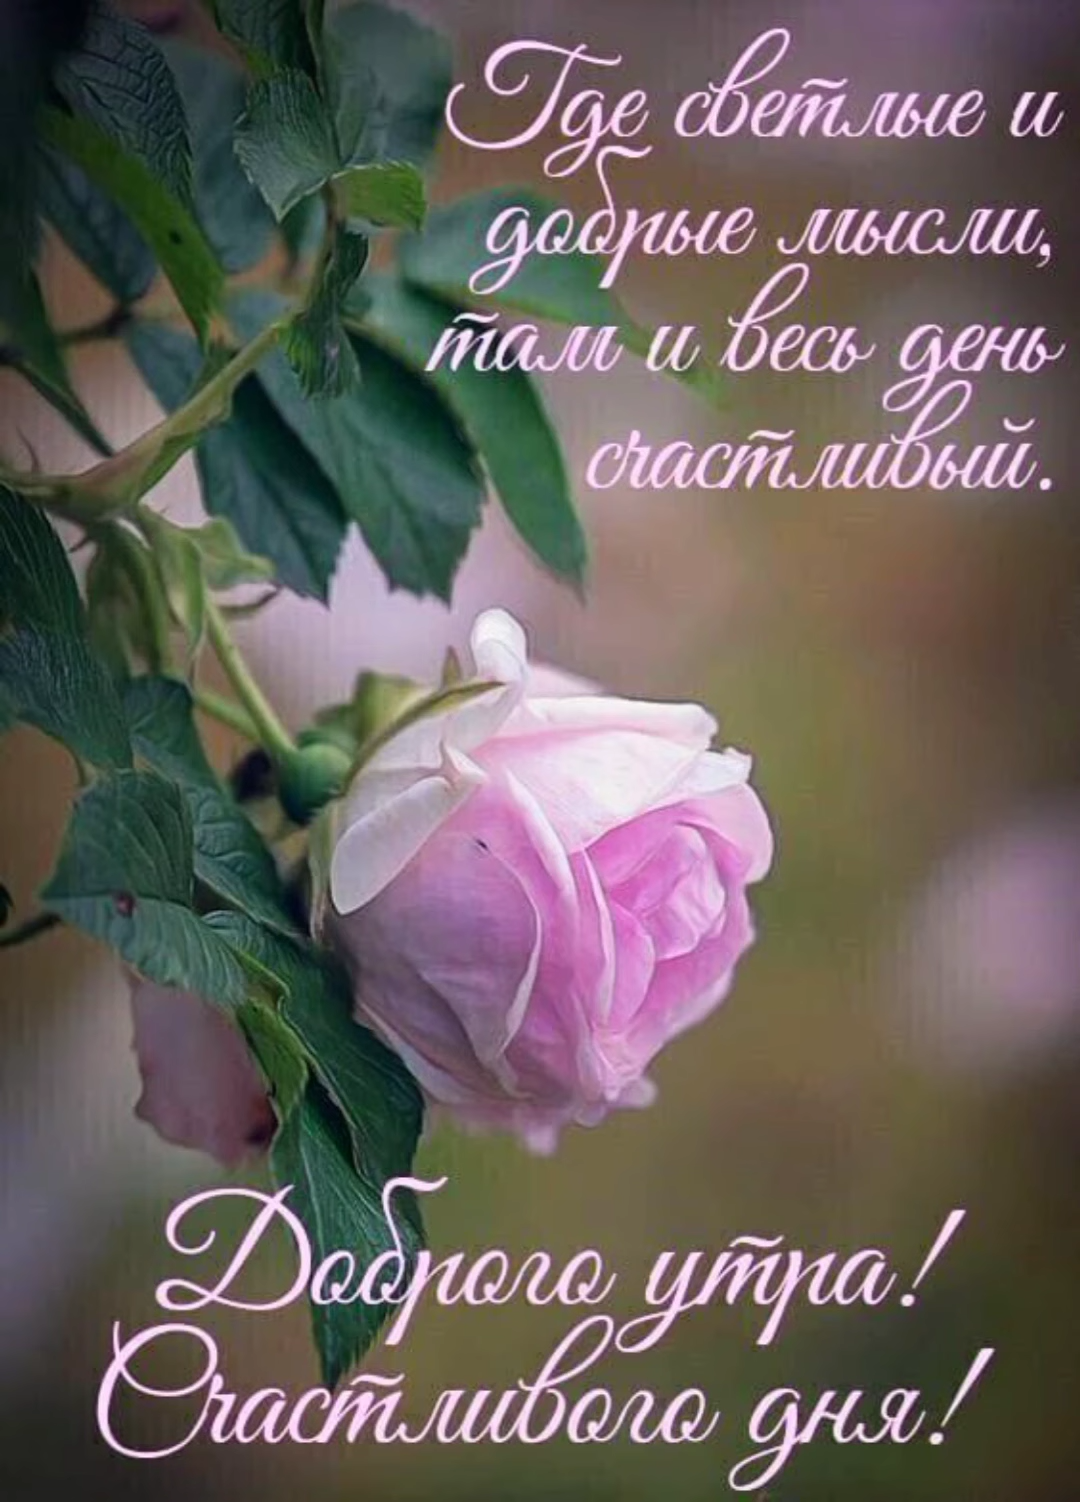 Где светлые и
добрые мысли,
там и весь день
счастливый.
Доброго утра!
Счастливого дня!